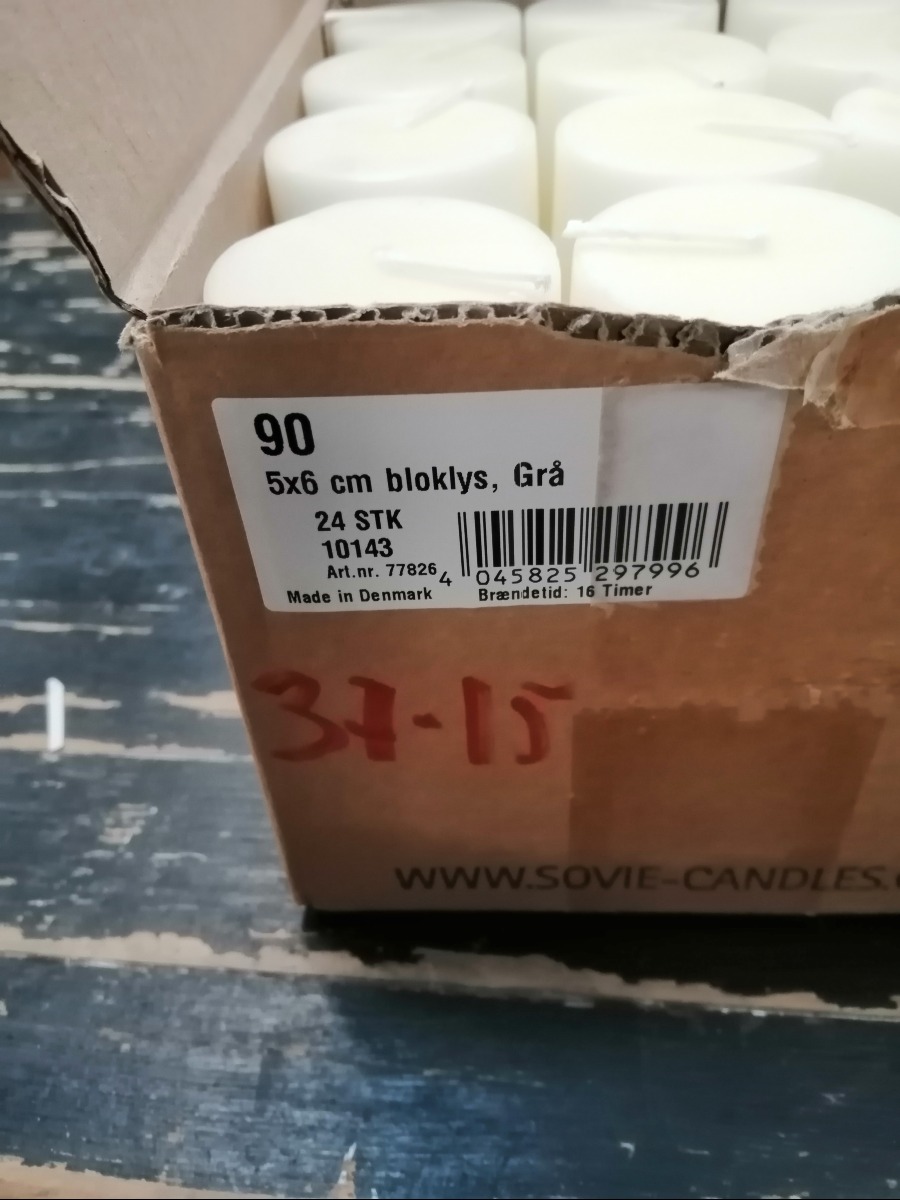 90
5x6 cm bloklys, Grå
24 STK
10143
Art.nr. 77826
4 045825 297996
Made in Denmark
Brændetid: 16 Timer
37-15
WWW.SOVIE-CANDLES.